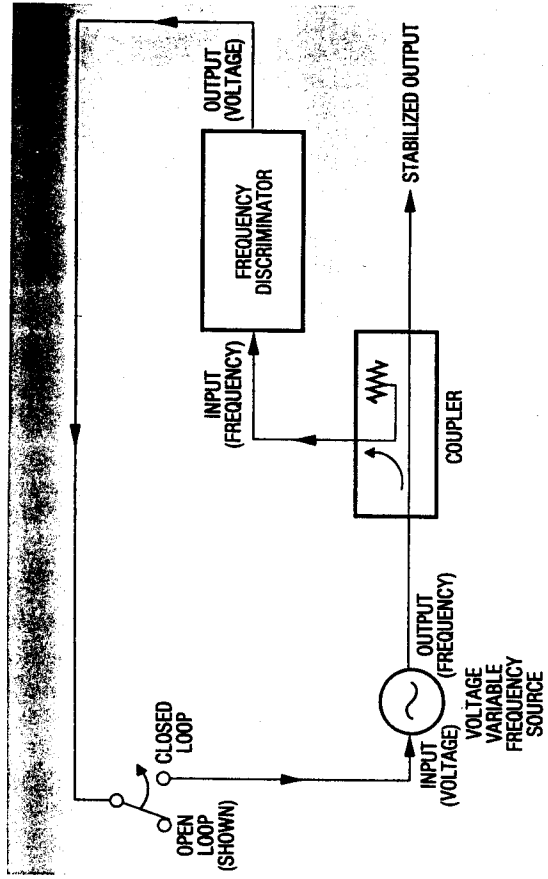 OUTPUT
(VOLTAGE)
FREQUENCY
DISCRIMINATOR
INPUT
(FREQUENCY)
STABILIZED OUTPUT
COUPLER
OPEN
LOOP
(SHOWN)
CLOSED
LOOP
INPUT
(VOLTAGE)
OUTPUT
(FREQUENCY)
VOLTAGE
VARIABLE
FREQUENCY
SOURCE